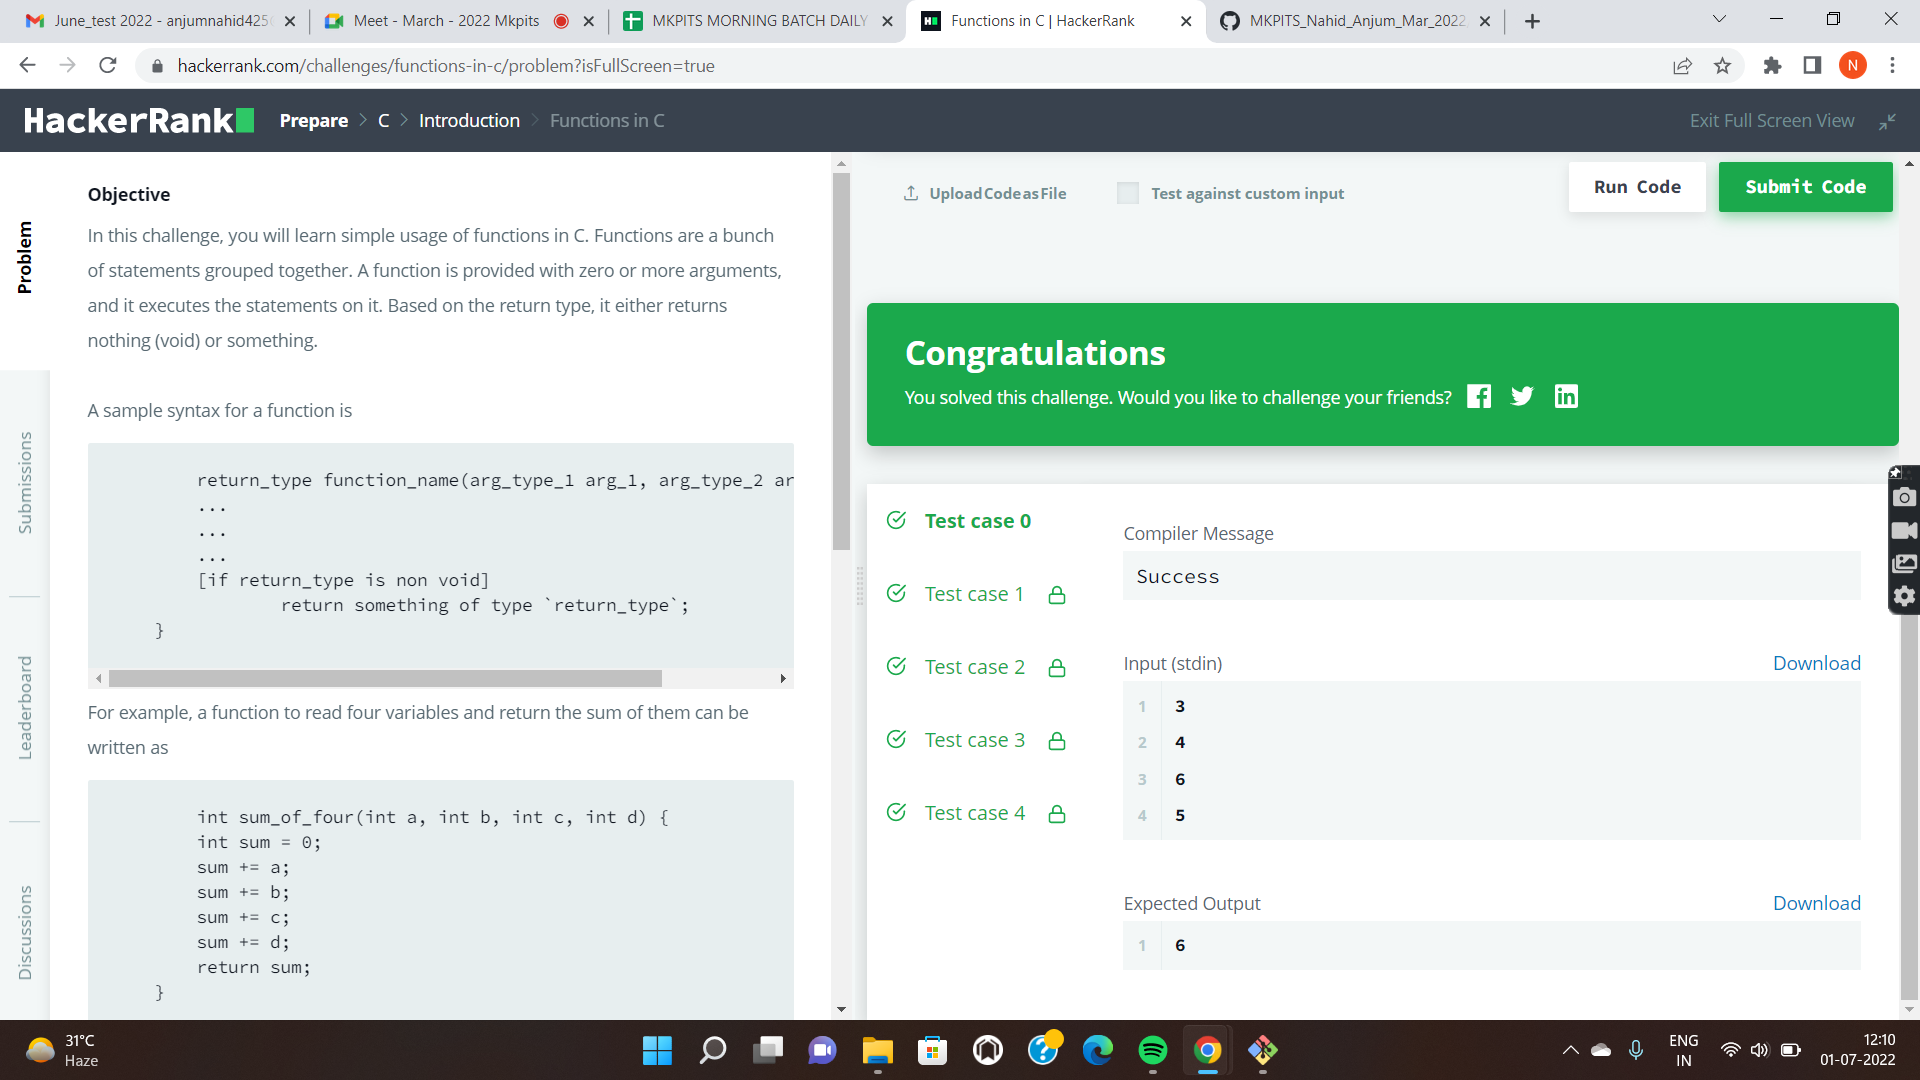 June_test 2022 - anjumnahid425
Meet - March - 2022 Mkpits
MKPITS MORNING BATCH DAILY
Functions in C | HackerRank
MKPITS_Nahid_Anjum_Mar_2022
hackerrank.com/challenges/functions-in-c/problem?isFullScreen=true
N
HackerRank
Prepare > C > Introduction > Functions in C
Exit Full Screen View
Problem
Submissions
Leaderboard
Discussions
Objective
In this challenge, you will learn simple usage of functions in C. Functions are a bunch
of statements grouped together. A function is provided with zero or more arguments,
and it executes the statements on it. Based on the return type, it either returns
nothing (void) or something.
A sample syntax for a function is
return_type function_name(arg_type_1 arg_1, arg_type_2 ar
...
...
...
[if return_type is non void]
return something of type `return_type`;
}
For example, a function to read four variables and return the sum of them can be
written as
int sum_of_four(int a, int b, int c, int d) {
int sum = 0;
sum += a;
sum += b;
sum += c;
sum += d;
return sum;
}
Upload Code as File
Test against custom input
Run Code
Submit Code
Congratulations
You solved this challenge. Would you like to challenge your friends?
Test case 0
Test case 1
Test case 2
Test case 3
Test case 4
Compiler Message
Success
Input (stdin)
Download
1 3
2 4
3 6
4 5
Expected Output
Download
1 6
31°C
Haze
ENG
IN
12:10
01-07-2022